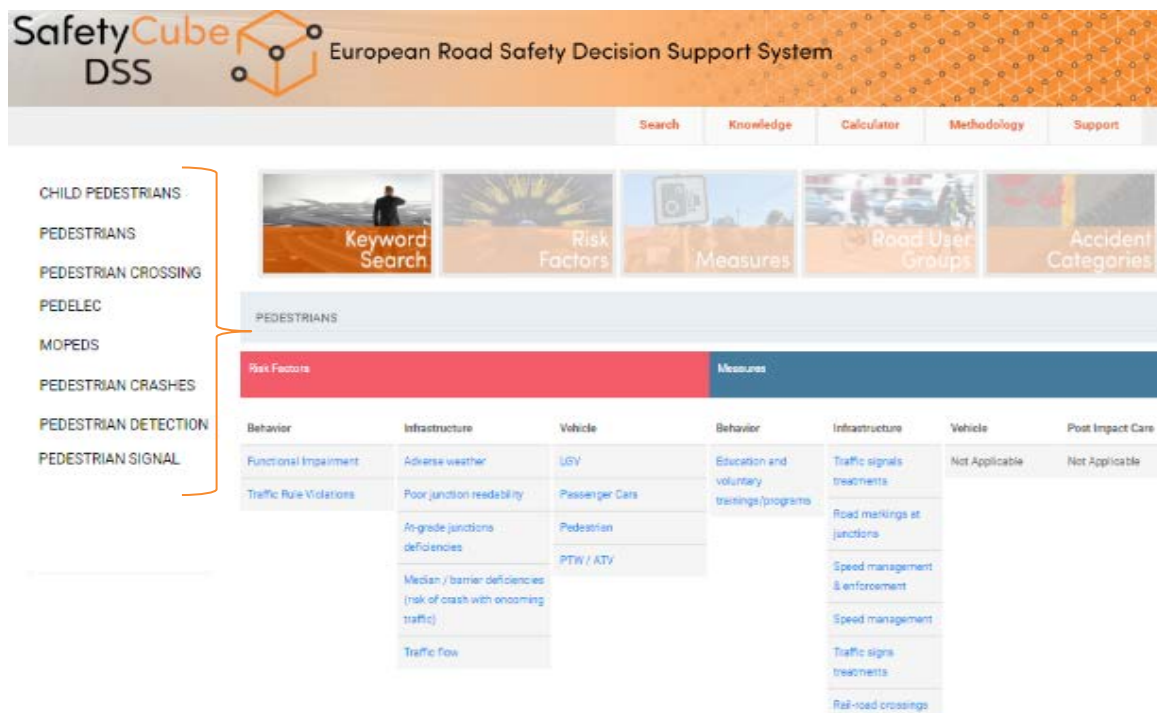 SafetyCube
DSS
European Road Safety Decision Support System
Search
Knowledge
Calculator
Methodology
Support
CHILD PEDESTRIANS
PEDESTRIANS
PEDESTRIAN CROSSING
PEDELEC
MOPEDS
PEDESTRIAN CRASHES
PEDESTRIAN DETECTION
PEDESTRIAN SIGNAL
Keyword
Search
Risk
Factors
Measures
Road User
Groups
Accident
Categories
PEDESTRIANS
Risk Factors
Measures
Behavior
Infrastructure
Vehicle
Behavior
Infrastructure
Vehicle
Post Impact Care
Functional Impairment
Traffic Rule Violations
Adverse weather
Poor junction readability
At-grade junctions
deficiencies
Median / barrier deficiencies
(risk of crash with oncoming
traffic)
Traffic flow
LGV
Passenger Cars
Pedestrian
PTW / ATV
Education and
voluntary
trainings/programs
Traffic signals
treatments
Road markings at
junctions
Speed management
& enforcement
Speed management
Traffic signs
treatments
Rail-road crossings
Not Applicable
Not Applicable